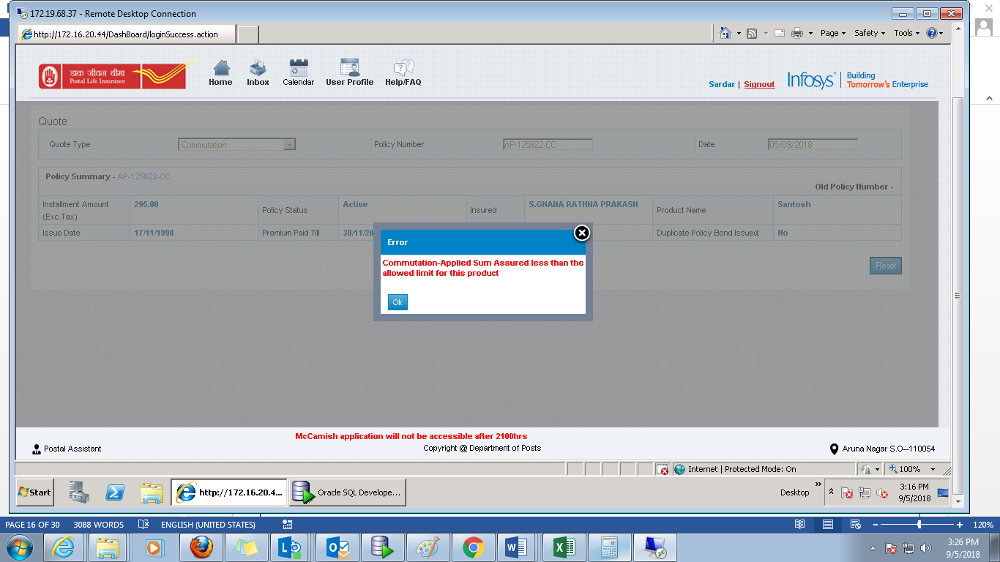 172.19.68.37 - Remote Desktop Connection
http://172.16.20.44/DashBoard/loginSuccess.action
Page Safety Tools
डाक जीवन बीमा
Postal Life Insurance
Home Inbox Calendar User Profile Help/FAQ
Sardar | Signout
Infosys® | Building Tomorrow's Enterprise
Quote
Quote Type Commutation Policy Number AP-125822-CC Date 05/09/2018
Policy Summary - AP-125822-CC
Old Policy Number -
Installment Amount (Exc.Tax) 295.00 Policy Status Active Insured S.GNANA RATHNA PRAKASH Product Name Santosh
Issue Date 17/11/1998 Premium Paid Till 30/11/20 Duplicate Policy Bond Issued: No
Reset
Error
Commutation-Applied Sum Assured less than the
allowed limit for this product
Ok
McCamish application will not be accessible after 2100hrs
Postal Assistant Copyright @ Department of Posts Aruna Nagar S.O--110054
Internet | Protected Mode: On 100%
Start http://172.16.20.4... Oracle SQL Develope... Desktop 3:16 PM
9/5/2018
PAGE 16 OF 30 3088 WORDS ENGLISH (UNITED STATES) 120%
3:26 PM
9/5/2018